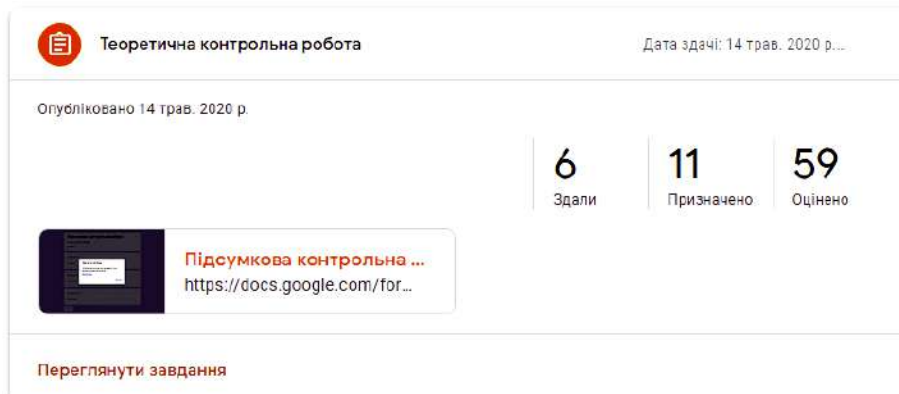 Теоретична контрольна робота
Дата здачі: 14 трав. 2020 р...
Опубліковано 14 трав. 2020 р.
6
Здали
11
Призначено
59
Оцінено
Підсумкова контрольна ...
https://docs.google.com/for...
Переглянути завдання